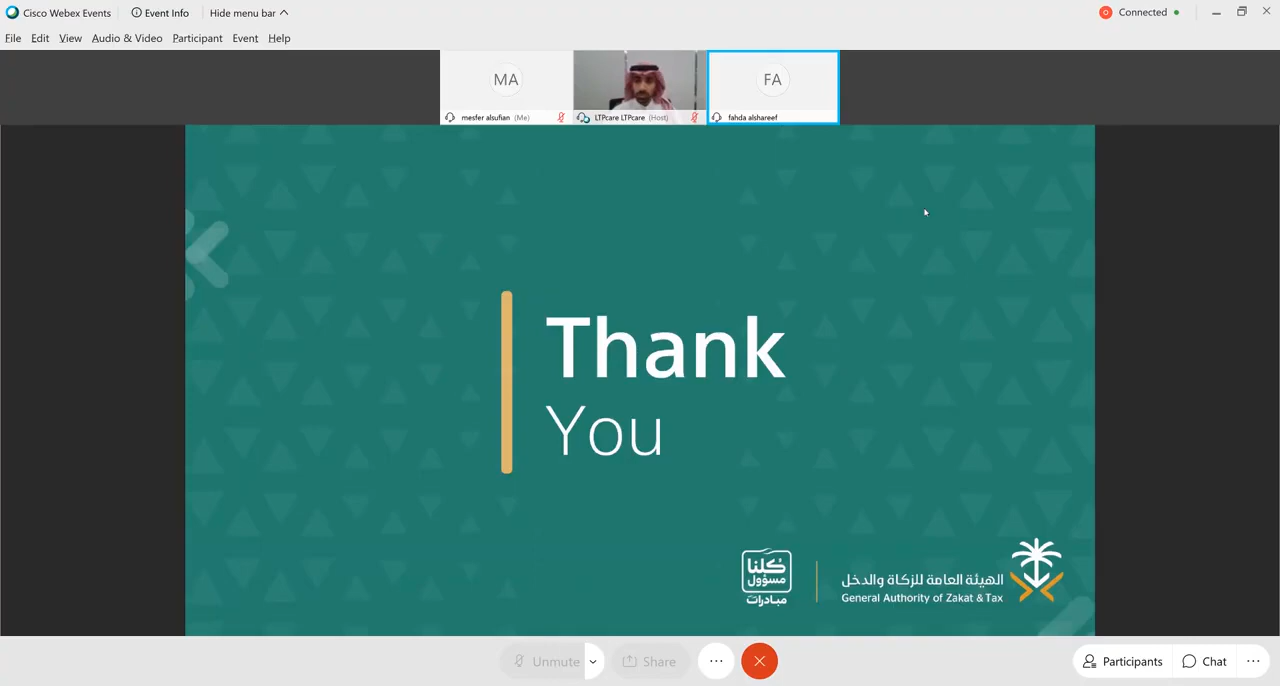 Cisco Webex Events
Event Info
Hide menu bar
Connected
File Edit View Audio & Video Participant Event Help
MA
FA
mesfer alsufian (Me)
LTPcare LTPcare (Host)
fahda alshareef
Thank
You
كلنا
مسؤول
مبادرات
الهيئة العامة للزكاة والدخل
General Authority of Zakat & Tax
Unmute
Share
Participants
Chat